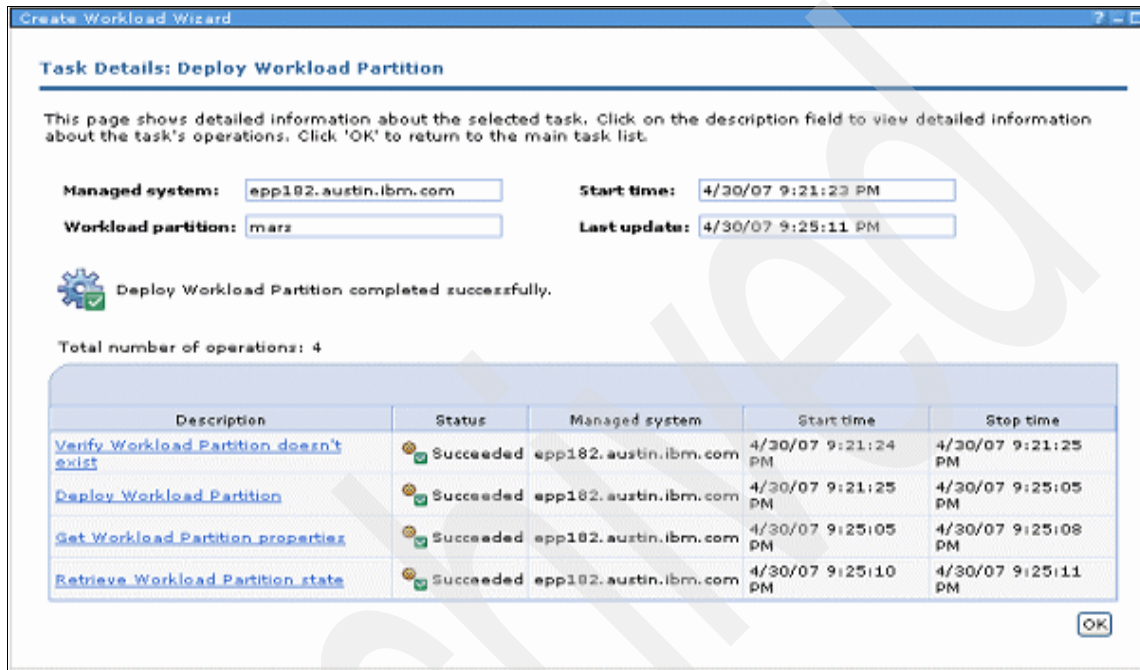 Create Workload Wizard
Task Details: Deploy Workload Partition
This page shows detailed information about the selected task. Click on the description field to view detailed information
about the task's operations. Click 'OK' to return to the main task list.
Managed system: epp182.austin.ibm.com Start time: 4/30/07 9:21:23 PM
Workload partition: mars Last update: 4/30/07 9:25:11 PM
Deploy Workload Partition completed successfully.
Total number of operations: 4
Description Status Managed system Start time Stop time
Verify Workload Partition doesn't exist Succeeded epp182.austin.ibm.com 4/30/07 9:21:24 PM 4/30/07 9:21:25 PM
Deploy Workload Partition Succeeded epp182.austin.ibm.com 4/30/07 9:21:25 PM 4/30/07 9:25:05 PM
Get Workload Partition properties Succeeded epp182.austin.ibm.com 4/30/07 9:25:05 PM 4/30/07 9:25:08 PM
Retrieve Workload Partition state Succeeded epp182.austin.ibm.com 4/30/07 9:25:10 PM 4/30/07 9:25:11 PM
OK